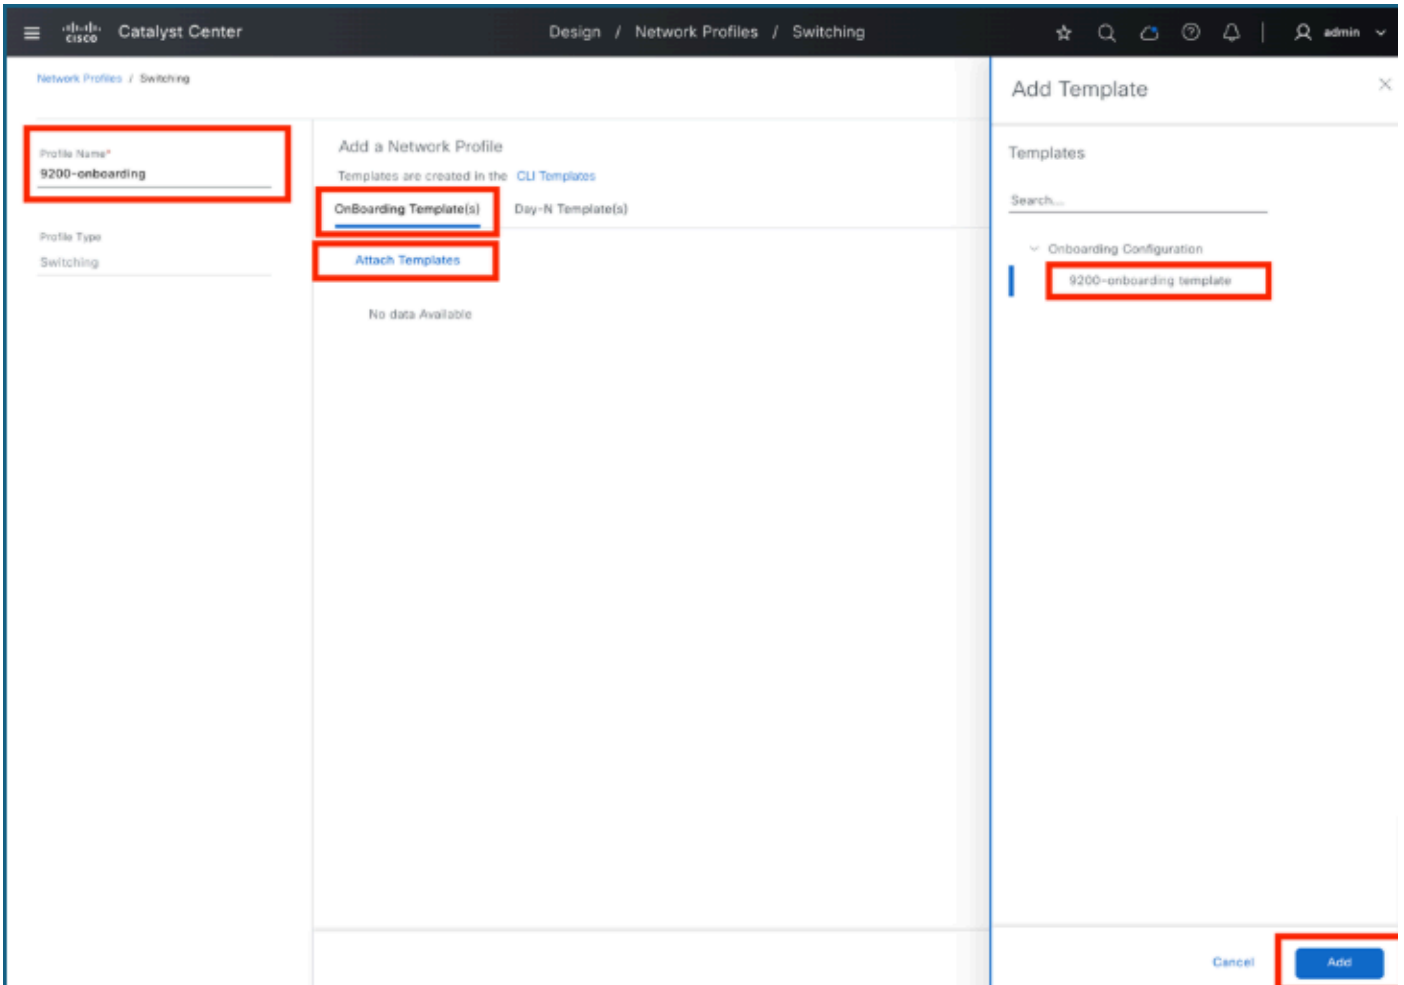 cisco Catalyst Center
Design / Network Profiles / Switching
admin
Network Profiles / Switching
Profile Name*
9200-onboarding
Profile Type
Switching
Add a Network Profile
Templates are created in the CLI Templates
OnBoarding Template(s) Day-N Template(s)
Attach Templates
No data Available
Add Template
Templates
Search...
Onboarding Configuration
9200-onboarding template
Cancel Add